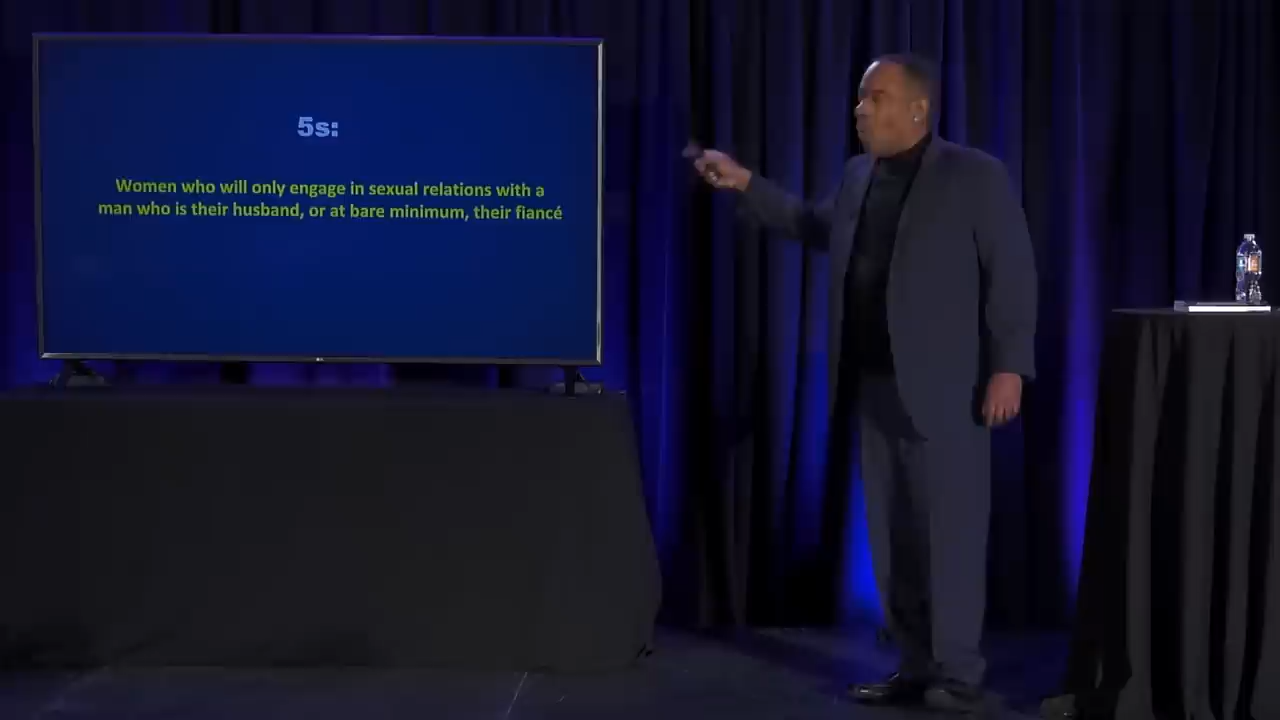 5s:
Women who will only engage in sexual relations with a
man who is their husband, or at bare minimum, their fiancé